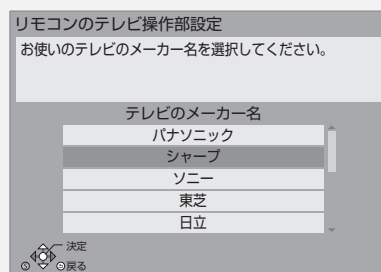 リモコンのテレビ操作部設定
お使いのテレビのメーカー名を選択してください。
テレビのメーカー名
パナソニック
シャープ
ソニー
東芝
日立
決定
S 戻る